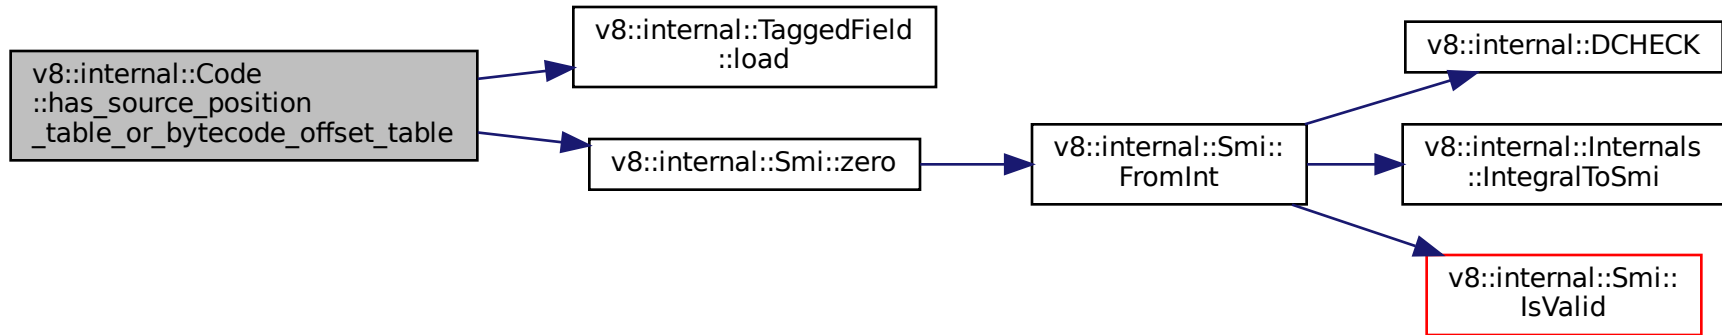 v8::internal::Code
::has_source_position
_table_or_bytecode_offset_table
v8::internal::TaggedField
::load
v8::internal::Smi::zero
v8::internal::Smi::
FromInt
v8::internal::DCHECK
v8::internal::Internals
::IntegralToSmi
v8::internal::Smi::
IsValid